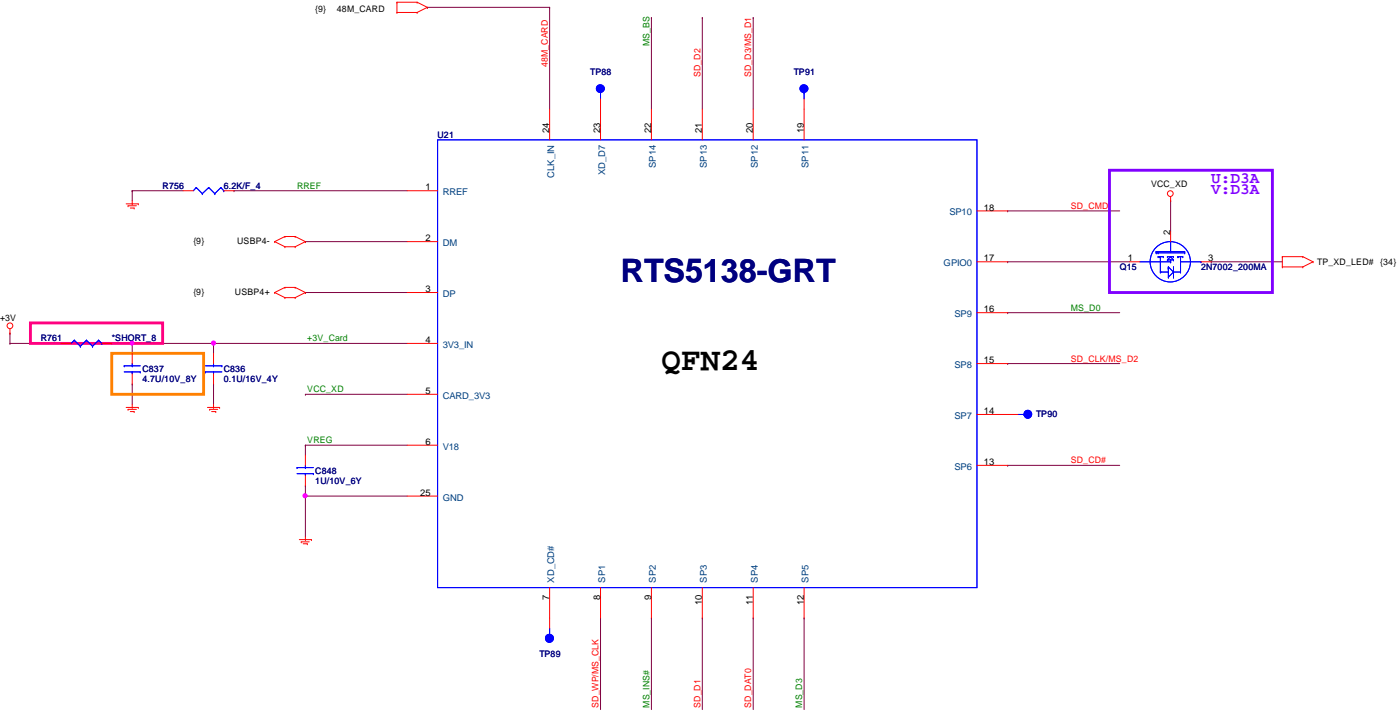 {9} 48M_CARD
48M_CARD
MS_BS
SD_D2
SD_D3/MS_D1
TP88
TP91
24
23
22
21
20
19
U21
CLK_IN
XD_D7
SP14
SP13
SP12
SP11
R756 6.2K/F_4 RREF 1 RREF
{9} USBP4- 2 DM
{9} USBP4+ 3 DP
+3V
R761 *SHORT_8 +3V_Card 4 3V3_IN
C837
4.7U/10V_8Y
C836
0.1U/16V_4Y
VCC_XD 5 CARD_3V3
VREG 6 V18
C848
1U/10V_6Y
25 GND
RTS5138-GRT
QFN24
U:D3A
V:D3A
VCC_XD
SP10 18 SD_CMD
2
GPIO0 17 1 3 TP_XD_LED# {34}
Q15 2N7002_200MA
SP9 16 MS_D0
SP8 15 SD_CLK/MS_D2
SP7 14 TP90
SP6 13 SD_CD#
XD_CD#
SP1
SP2
SP3
SP4
SP5
7
8
9
10
11
12
TP89
SD_WP/MS_CLK
MS_INS#
SD_D1
SD_DAT0
MS_D3